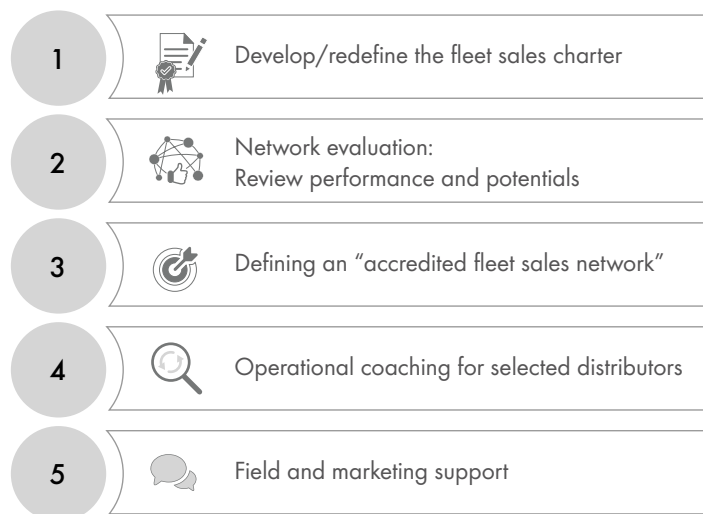 1
Develop/redefine the fleet sales charter
2
Network evaluation:
Review performance and potentials
3
Defining an “accredited fleet sales network”
4
Operational coaching for selected distributors
5
Field and marketing support